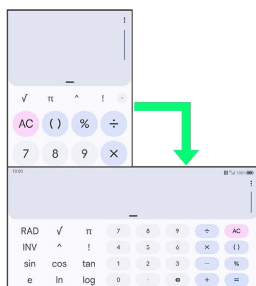 √ π ^ !
AC ( ) % ÷
7 8 9 ×
10:00 100%
RAD √ π 7 8 9 ÷ AC
INV ^ ! 4 5 6 × ( )
sin cos tan 1 2 3 − %
e ln log 0 . + =